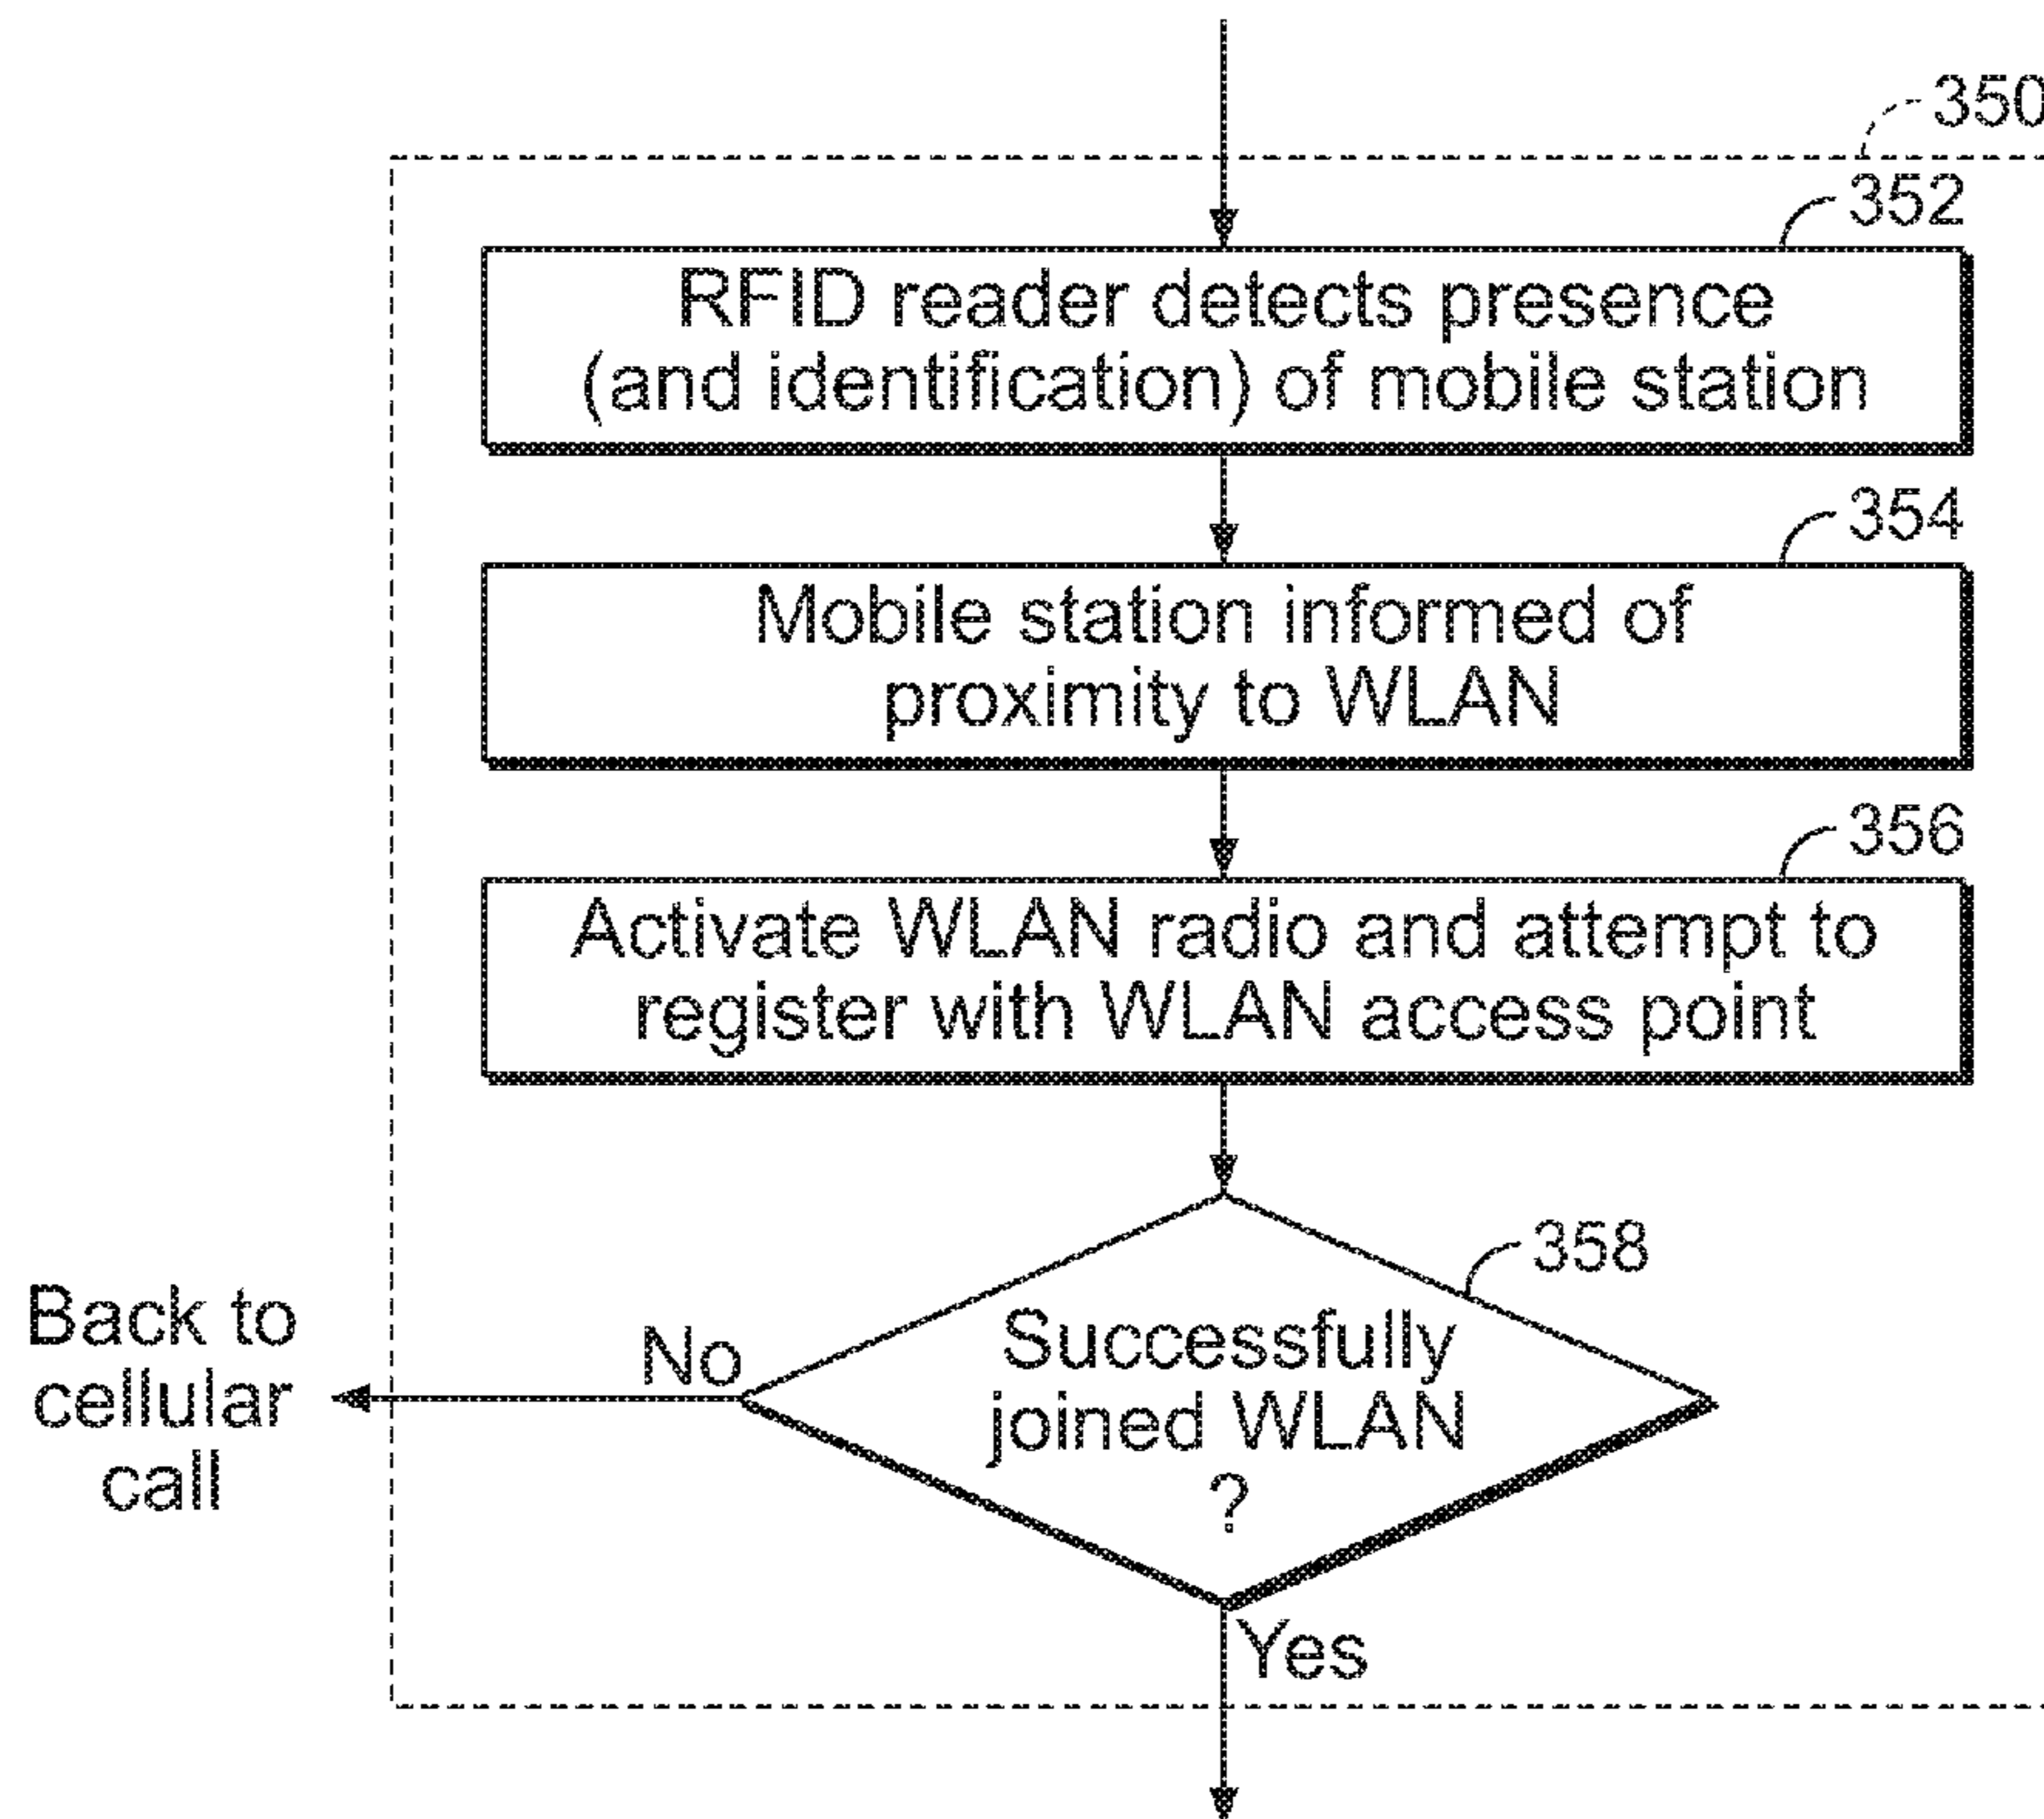 350
352
RFID reader detects presence
(and identification) of mobile station
354
Mobile station informed of
proximity to WLAN
356
Activate WLAN radio and attempt to
register with WLAN access point
358
Successfully
joined WLAN
?
No
Back to
cellular
call
Yes